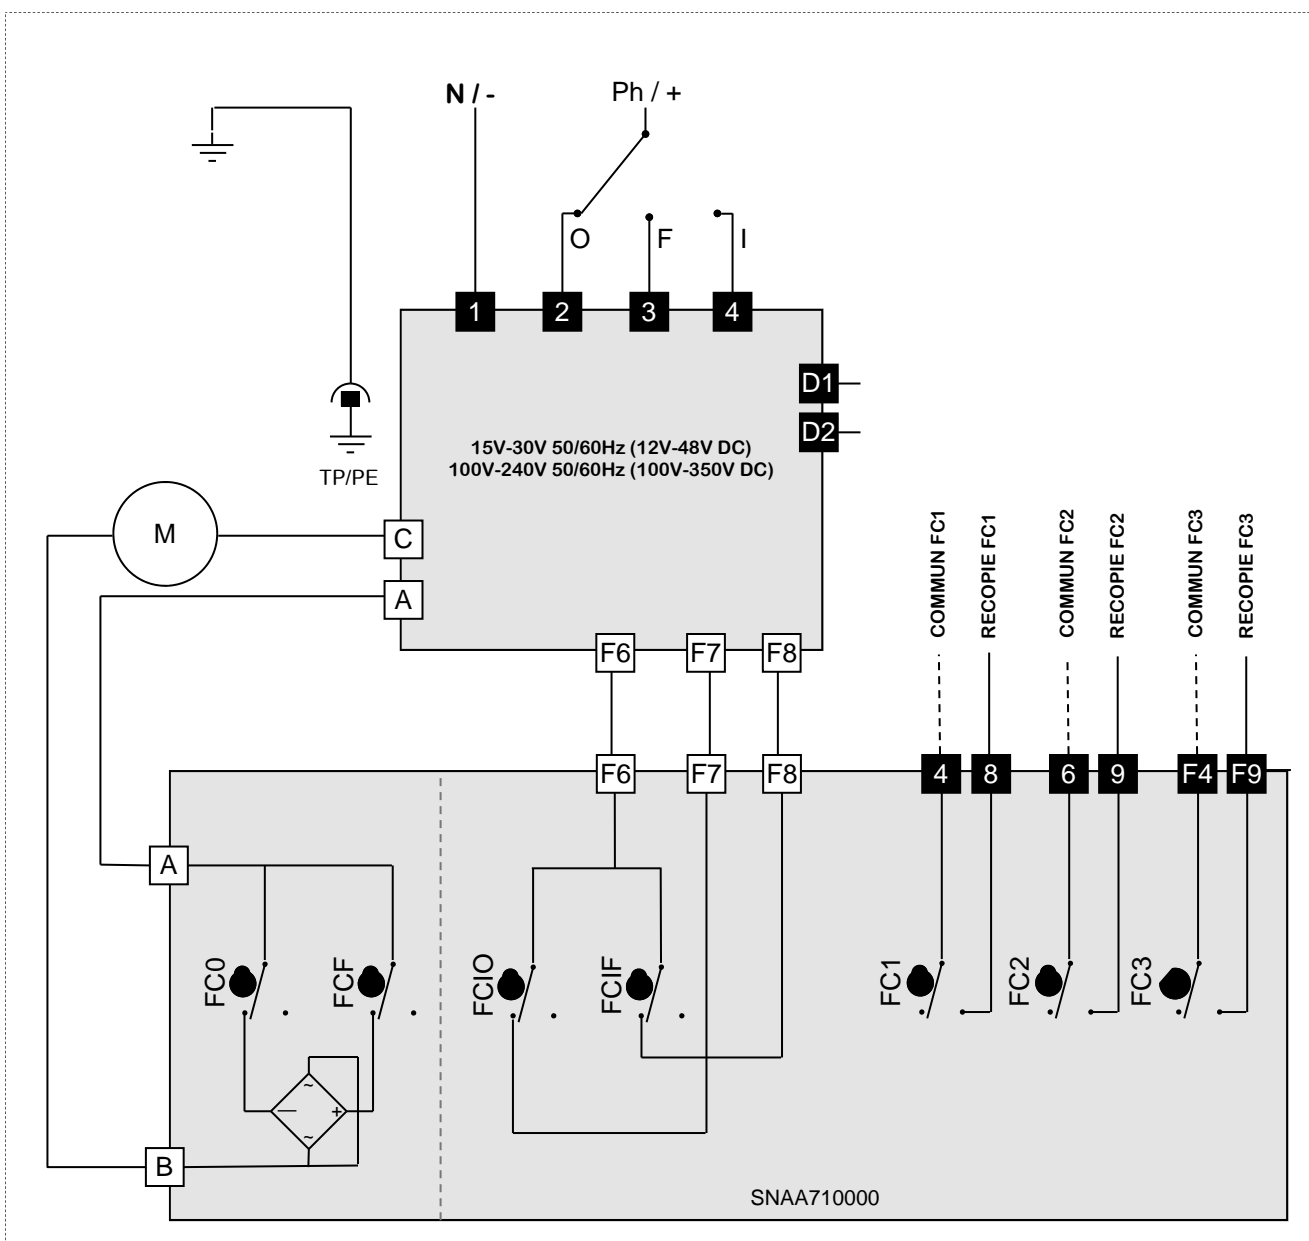 N / -
Ph / +
O
F
I
1
2
3
4
D1
D2
15V-30V 50/60Hz (12V-48V DC)
100V-240V 50/60Hz (100V-350V DC)
TP/PE
M
C
A
F6
F7
F8
COMMUN FC1
RECOPIE FC1
COMMUN FC2
RECOPIE FC2
COMMUN FC3
RECOPIE FC3
F6
F7
F8
4
8
6
9
F4
F9
A
FC0
FCF
FCIO
FCIF
FC1
FC2
FC3
~
— +
~
B
SNAA710000